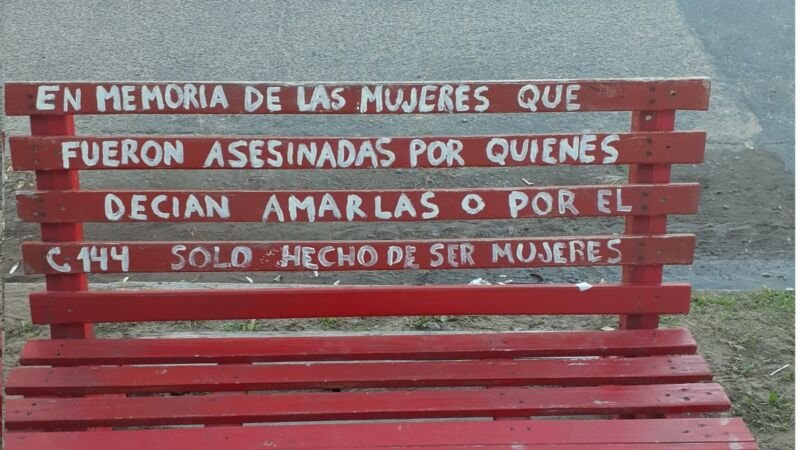 EN MEMORIA DE LAS MUJERES QUE
FUERON ASESINADAS POR QUIENES
DECIAN AMARLAS O POR EL
144 SOLO HECHO DE SER MUJERES